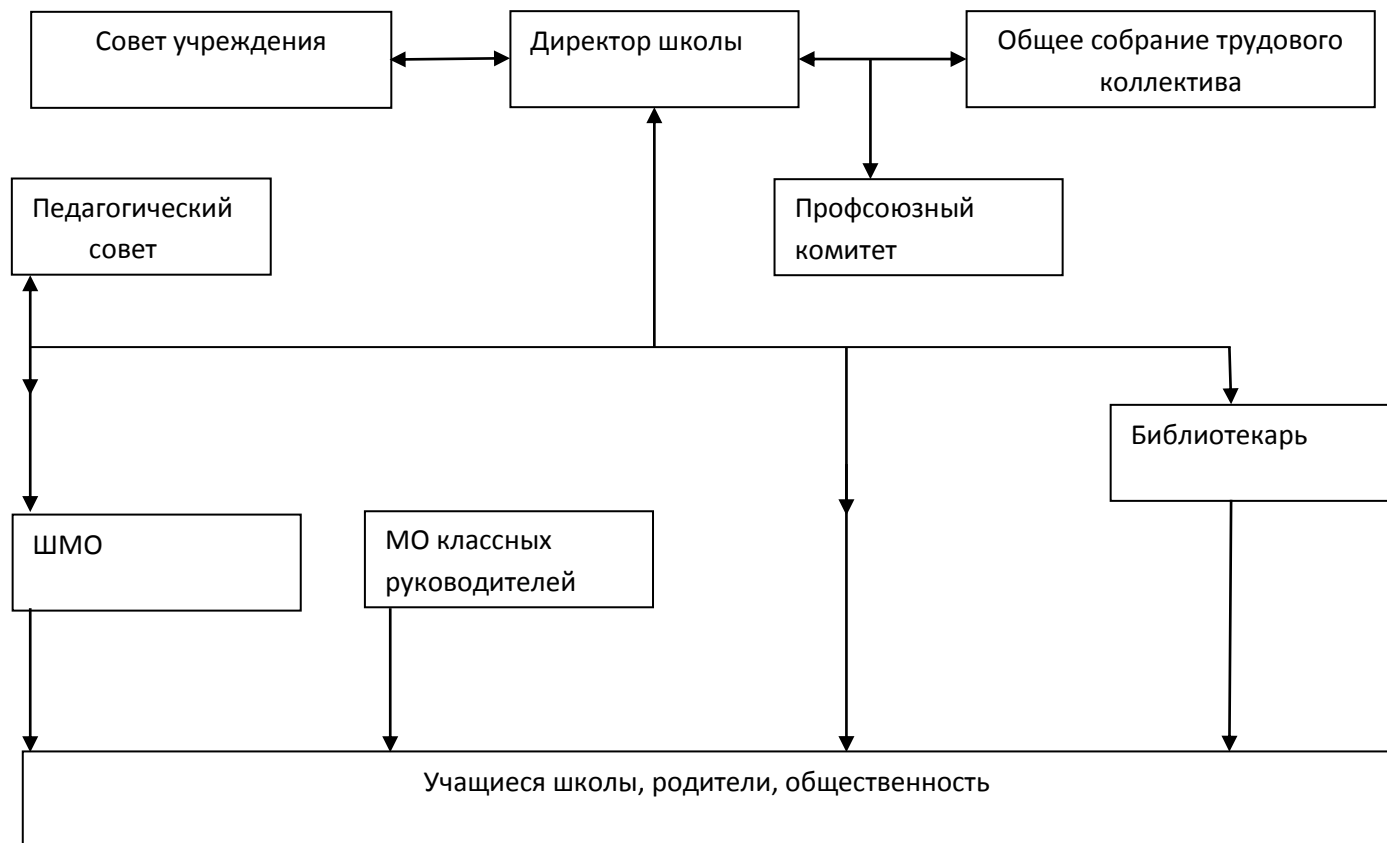 Совет учреждения
Директор школы
Общее собрание трудового
коллектива
Педагогический
совет
Профсоюзный
комитет
Библиотекарь
ШМО
МО классных
руководителей
Учащиеся школы, родители, общественность